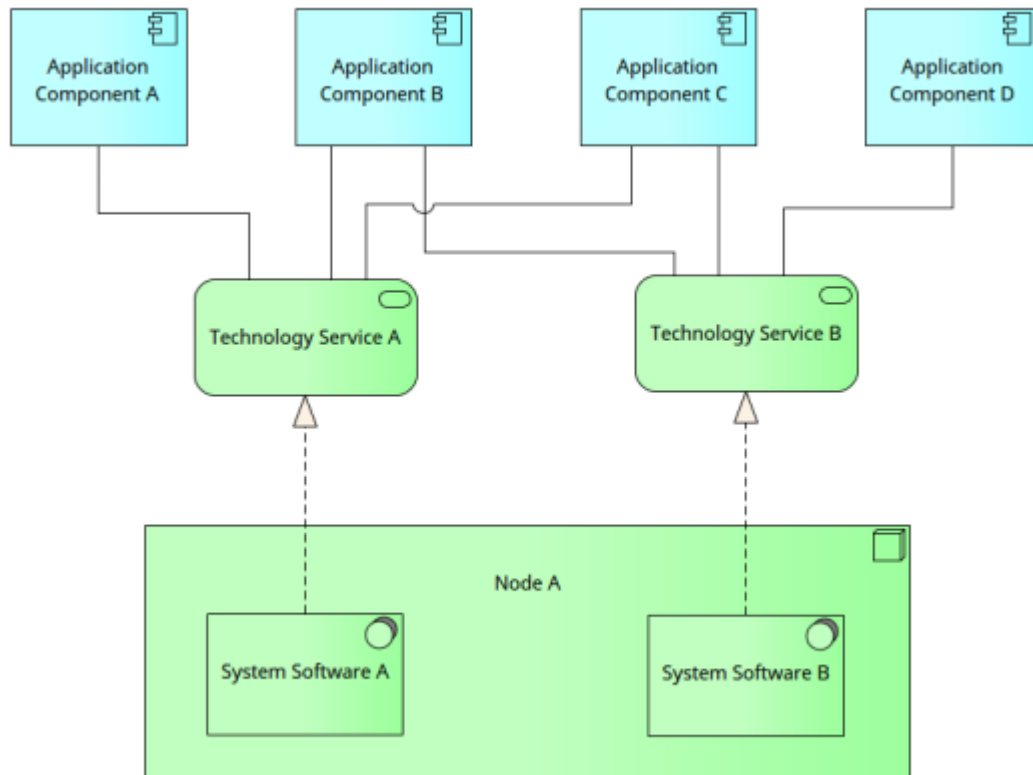 Application
Component A
Application
Component B
Application
Component C
Application
Component D
Technology Service A
Technology Service B
Node A
System Software A
System Software B